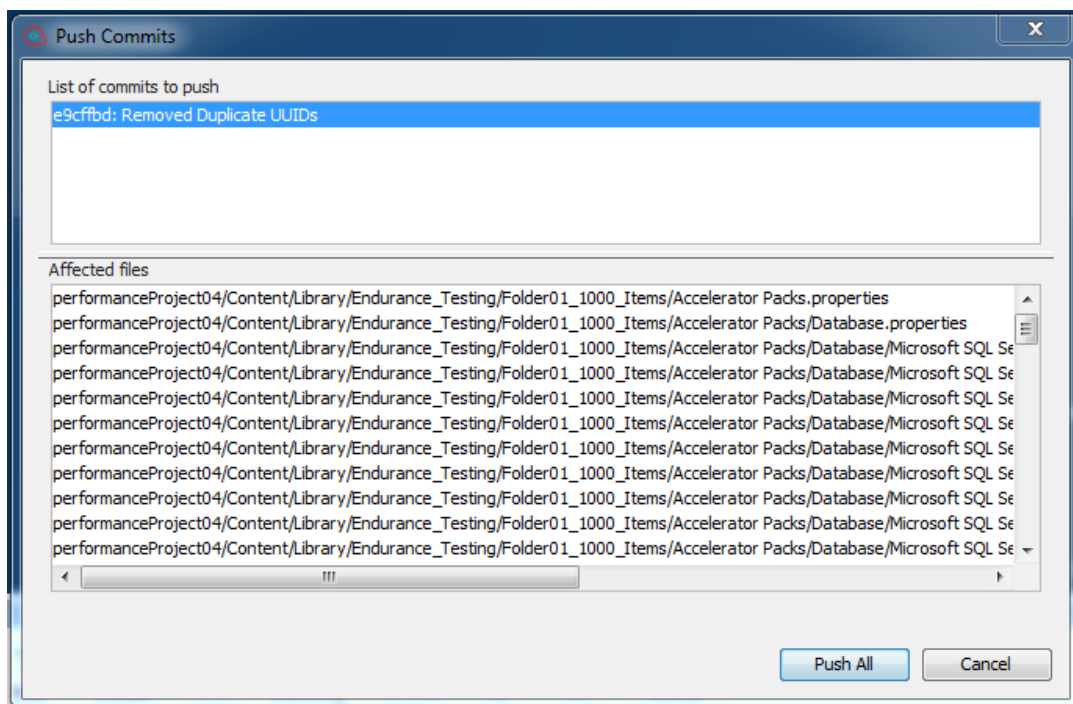 Push Commits
x
List of commits to push
e9cffbd: Removed Duplicate UUIDs
Affected files
performanceProject04/Content/Library/Endurance_Testing/Folder01_1000_Items/Accelerator Packs.properties
performanceProject04/Content/Library/Endurance_Testing/Folder01_1000_Items/Accelerator Packs/Database.properties
performanceProject04/Content/Library/Endurance_Testing/Folder01_1000_Items/Accelerator Packs/Database/Microsoft SQL Se
performanceProject04/Content/Library/Endurance_Testing/Folder01_1000_Items/Accelerator Packs/Database/Microsoft SQL Se
performanceProject04/Content/Library/Endurance_Testing/Folder01_1000_Items/Accelerator Packs/Database/Microsoft SQL Se
performanceProject04/Content/Library/Endurance_Testing/Folder01_1000_Items/Accelerator Packs/Database/Microsoft SQL Se
performanceProject04/Content/Library/Endurance_Testing/Folder01_1000_Items/Accelerator Packs/Database/Microsoft SQL Se
performanceProject04/Content/Library/Endurance_Testing/Folder01_1000_Items/Accelerator Packs/Database/Microsoft SQL Se
performanceProject04/Content/Library/Endurance_Testing/Folder01_1000_Items/Accelerator Packs/Database/Microsoft SQL Se
performanceProject04/Content/Library/Endurance_Testing/Folder01_1000_Items/Accelerator Packs/Database/Microsoft SQL Se
performanceProject04/Content/Library/Endurance_Testing/Folder01_1000_Items/Accelerator Packs/Database/Microsoft SQL Se
Push All
Cancel